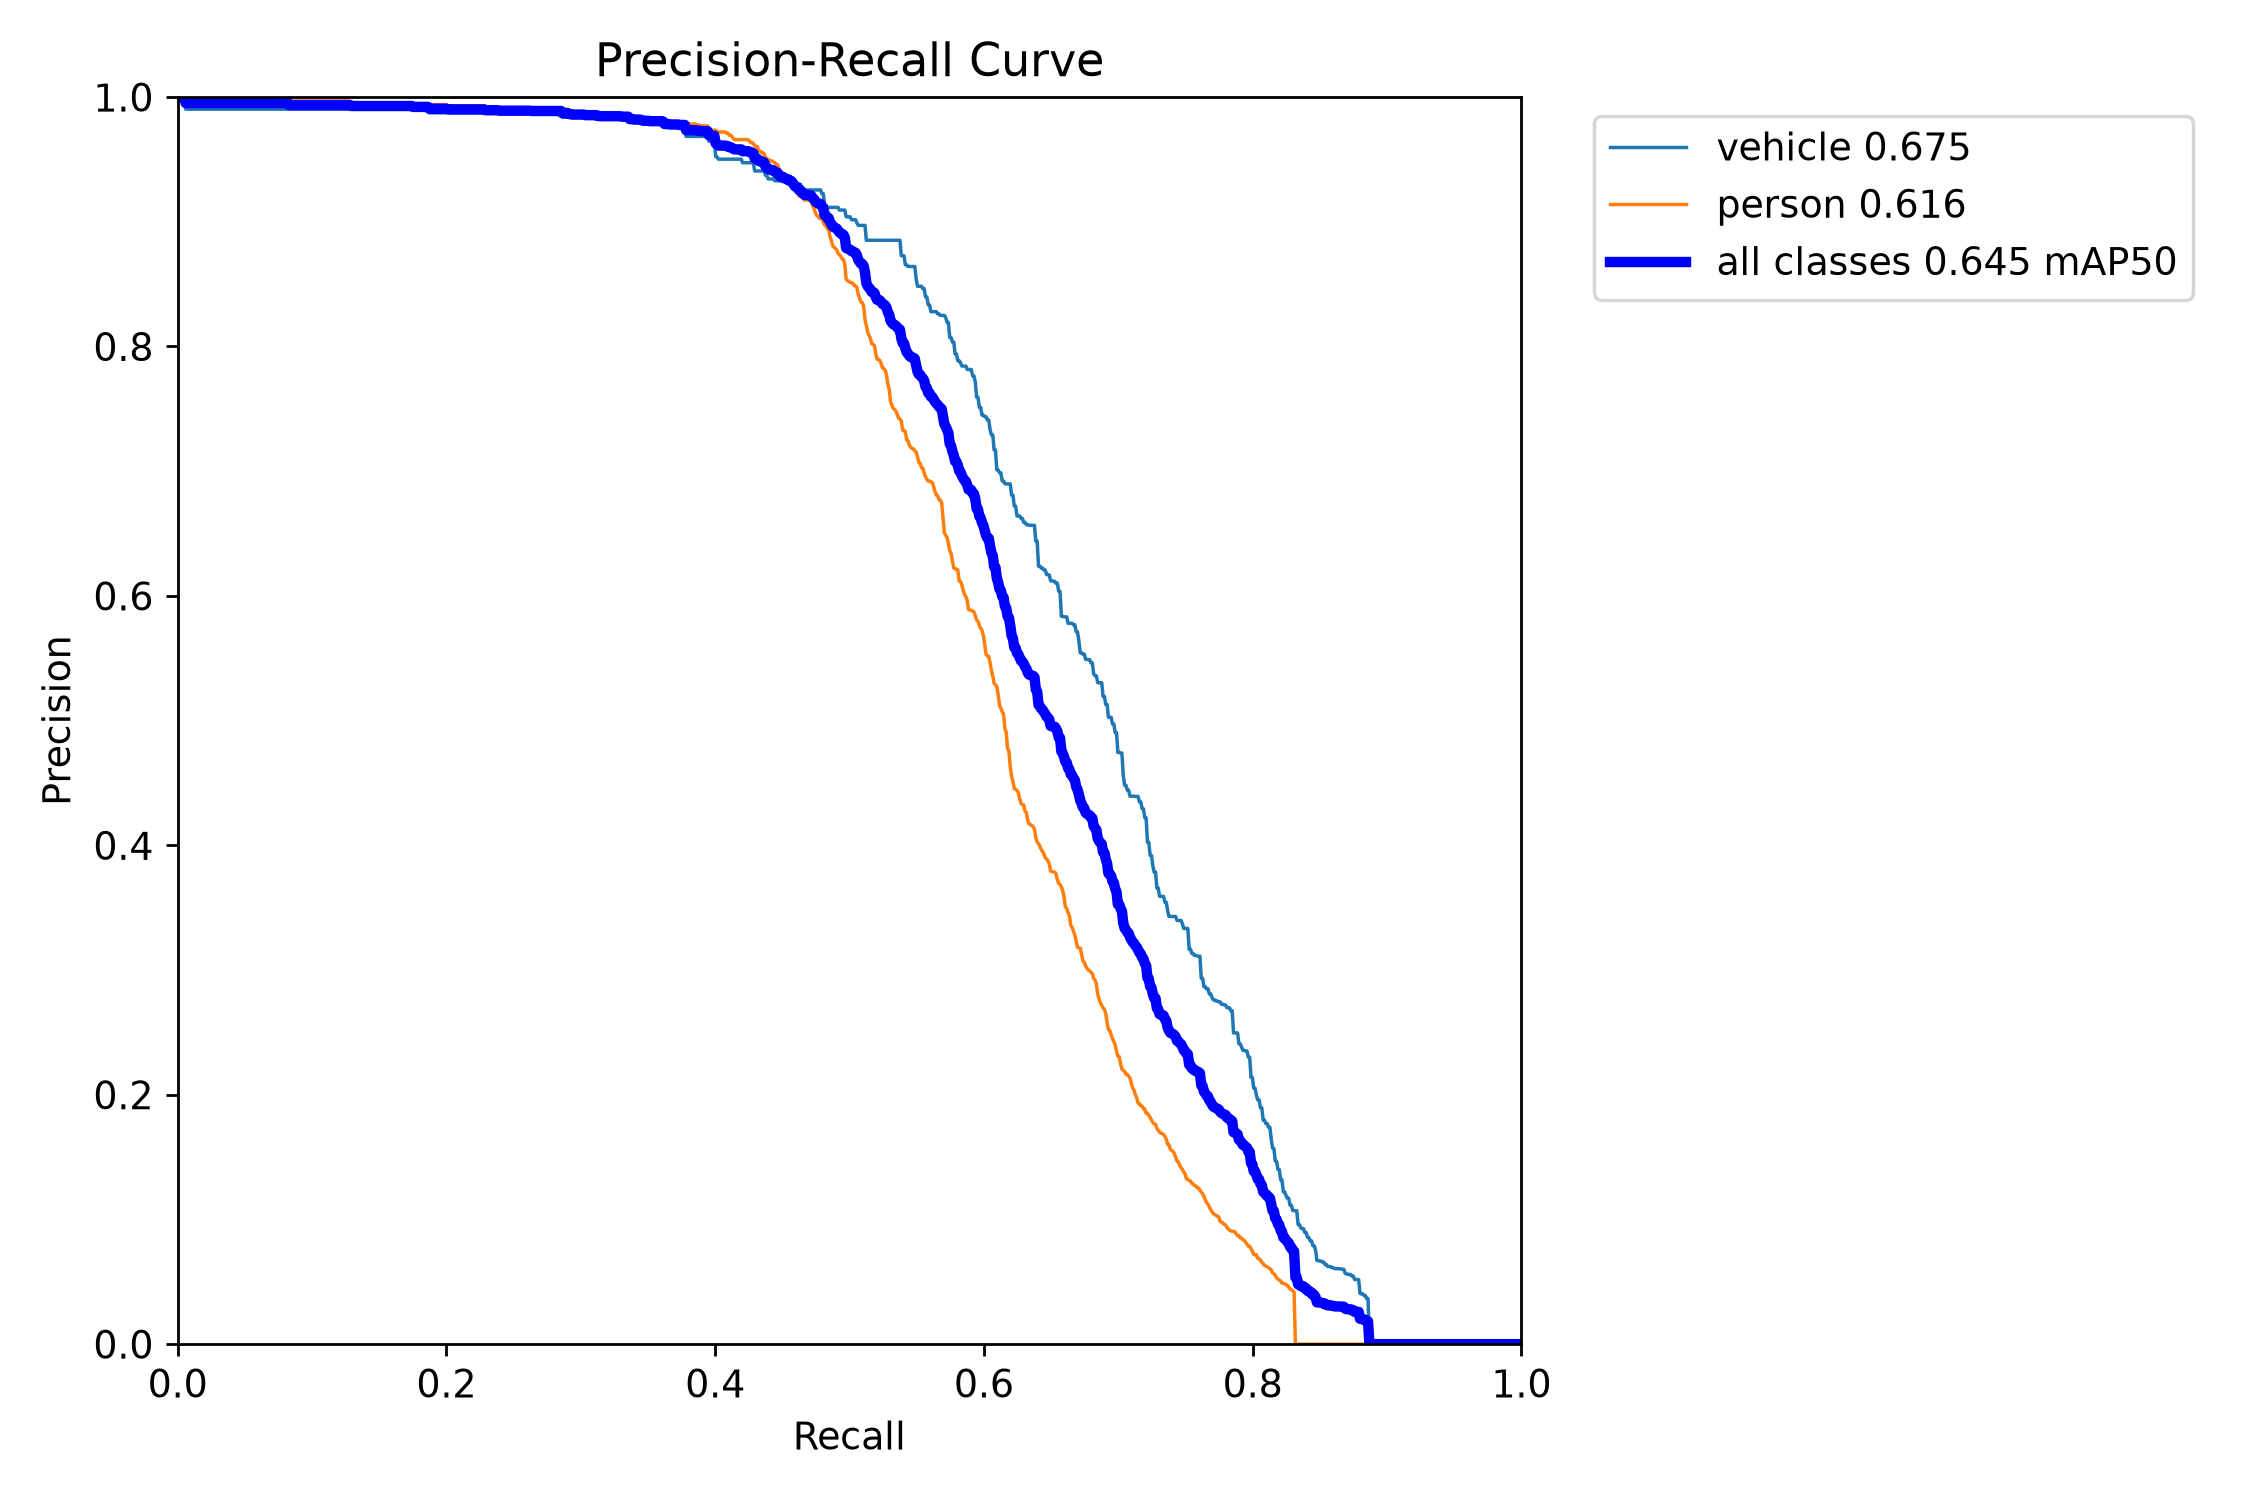 Precision-Recall Curve
1.0
0.8
0.6
0.4
0.2
0.0
Precision
0.0 0.2 0.4 0.6 0.8 1.0
Recall
vehicle 0.675
person 0.616
all classes 0.645 mAP50